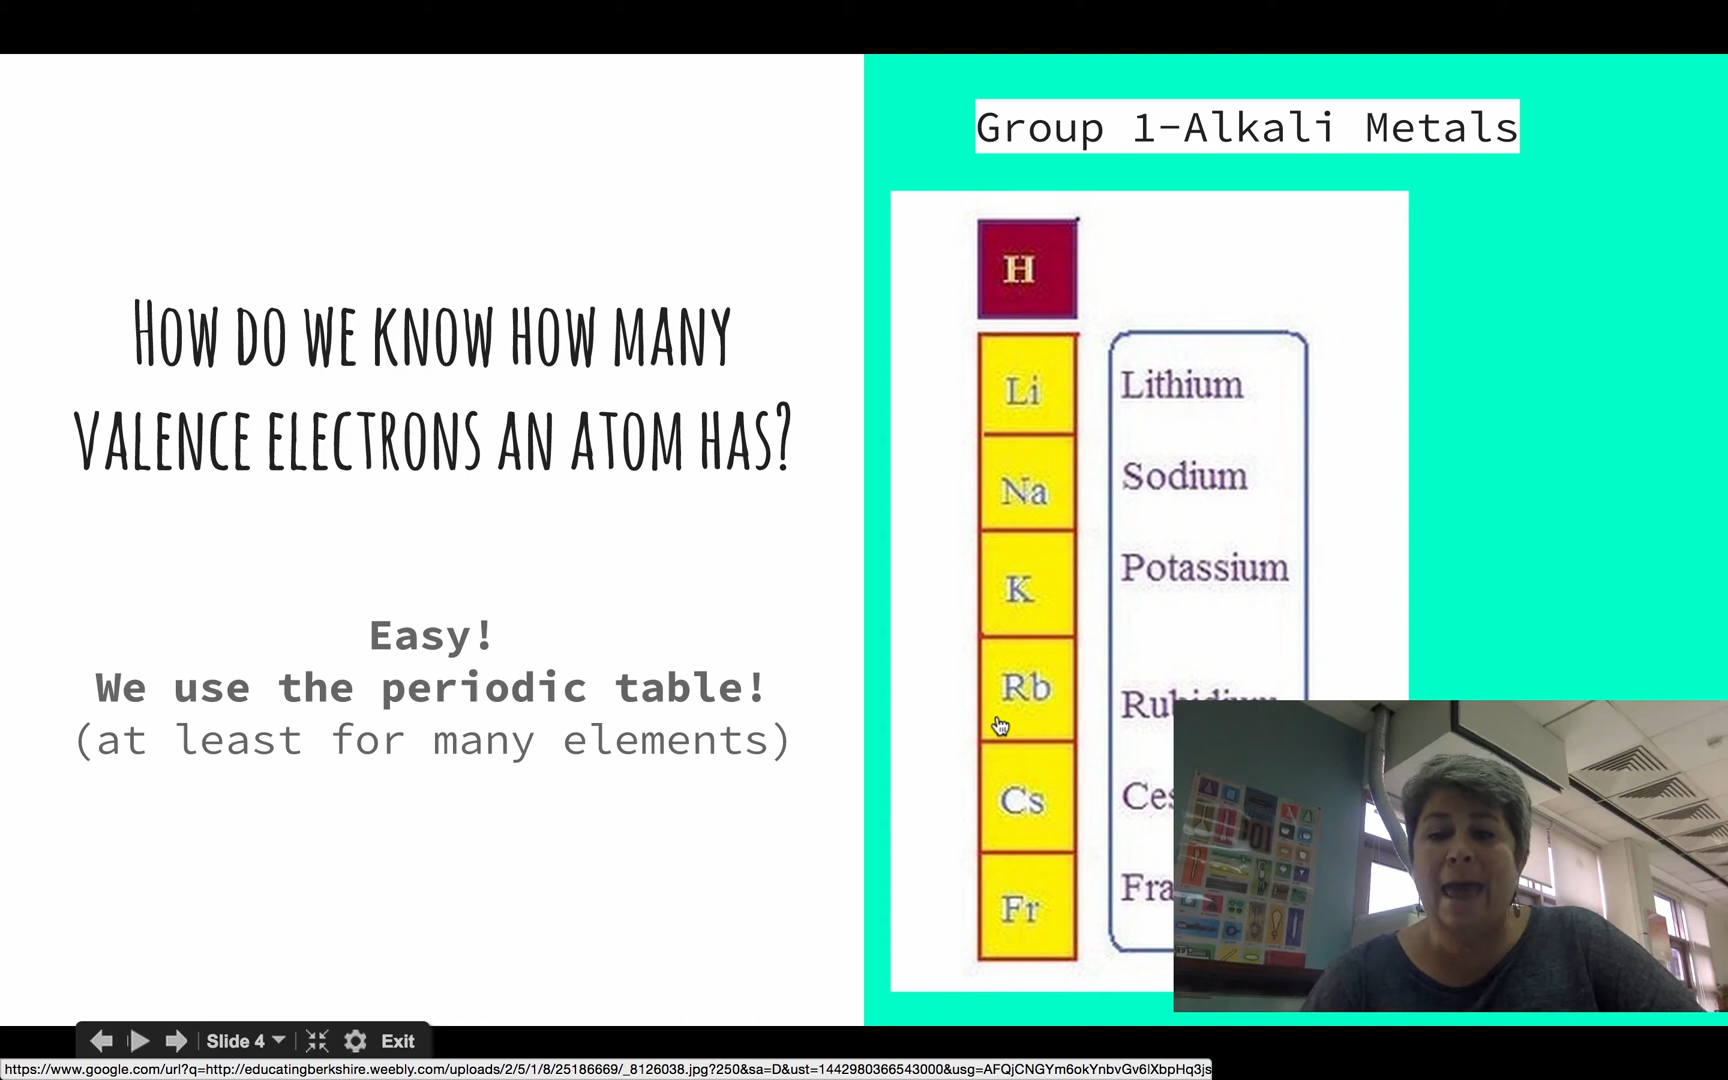 How do we know how many
valence electrons an atom has?
Easy!
We use the periodic table!
(at least for many elements)
Group 1-Alkali Metals
H
Li
Lithium
Na
Sodium
K
Potassium
Rb
Cs
Fr
Slide 4
Exit
https://www.google.com/url?q=http://educatingberkshire.weebly.com/uploads/2/5/1/8/25186669/_8126038.jpg?250&sa=D&ust=1442980366543000&usg=AFQjCNGYm6okYnbvGv6lXbpHq3js